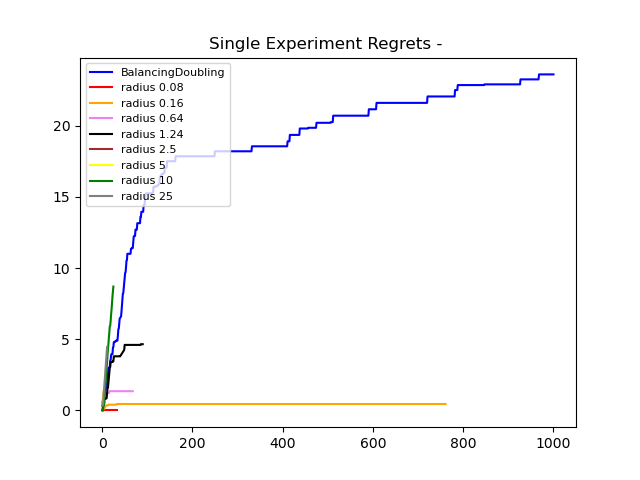 Single Experiment Regrets -
BalancingDoubling
radius 0.08
radius 0.16
radius 0.64
radius 1.24
radius 2.5
radius 5
radius 10
radius 25
20
15
10
5
0
0 200 400 600 800 1000